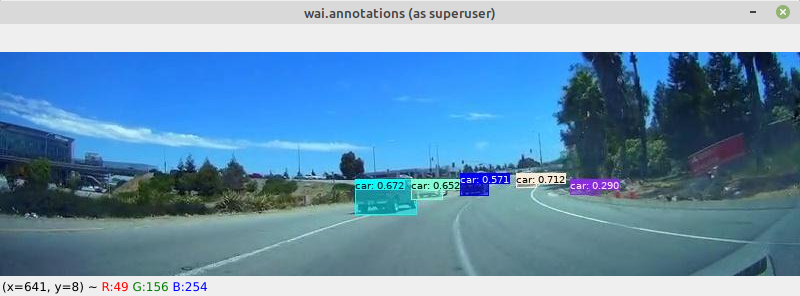 wai.annotations (as superuser)
car: 0.672
car: 0.652
car: 0.571
car: 0.712
car: 0.290
(x=641, y=8) ~ R:49 G:156 B:254